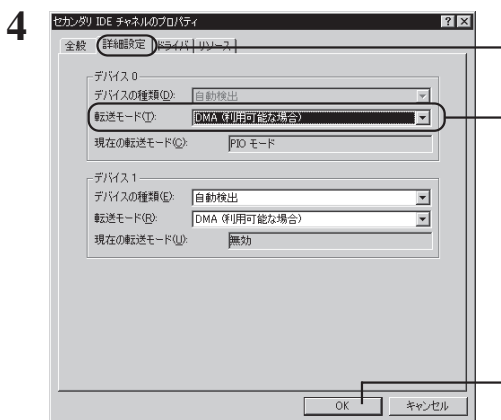 4
セカンダリ IDE チャネルのプロパティ
全般 詳細設定 ドライバ リソース
デバイス 0
デバイスの種類(D): 自動検出
転送モード(T): DMA (利用可能な場合)
現在の転送モード(C): PIO モード
デバイス 1
デバイスの種類(E): 自動検出
転送モード(R): DMA (利用可能な場合)
現在の転送モード(U): 無効
OK キャンセル